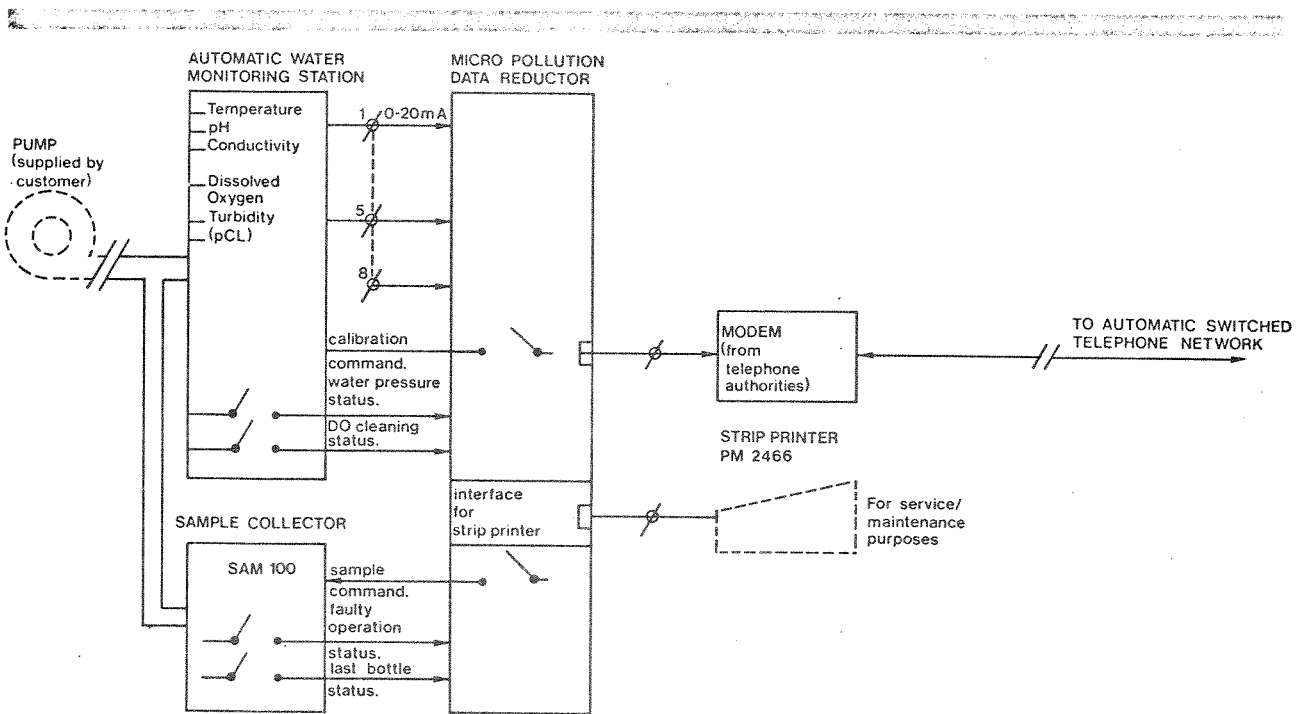 AUTOMATIC WATER
MONITORING STATION
MICRO POLLUTION
DATA REDUCTOR
PUMP
(supplied by
customer)
Temperature
pH
Conductivity
Dissolved
Oxygen
Turbidity
(pCL)
1
0-20mA
5
8
calibration
command.
water pressure
status.
DO cleaning
status.
MODEM
(from
telephone
authorities)
TO AUTOMATIC SWITCHED
TELEPHONE NETWORK
STRIP PRINTER
PM 2466
interface
for
strip printer
For service/
maintenance
purposes
SAMPLE COLLECTOR
SAM 100
sample
command.
faulty
operation
status.
last bottle
status.